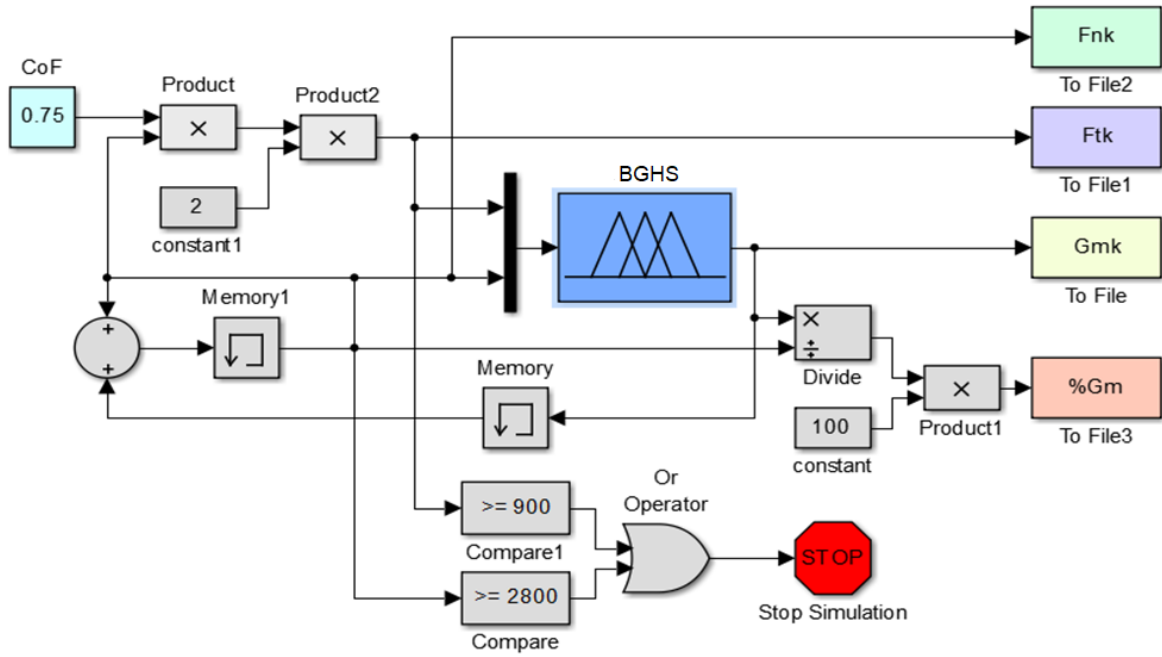 Fnk
To File2
CoF
0.75
Product
×
Product2
×
Ftk
To File1
2
constant1
BGHS
Gmk
To File
Memory1
+
+
×
÷
Divide
Memory
100
constant
×
Product1
%Gm
To File3
Or
Operator
>= 900
Compare1
>= 2800
Compare
STOP
Stop Simulation